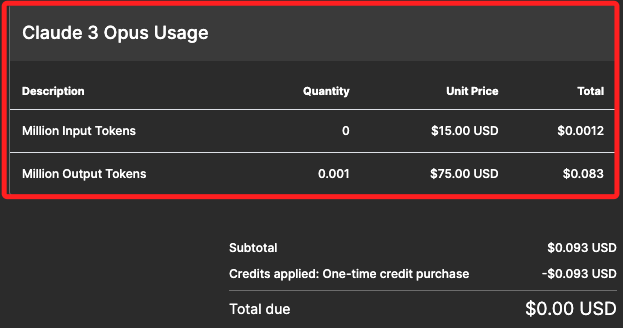 Claude 3 Opus Usage
Description Quantity Unit Price Total
Million Input Tokens 0 $15.00 USD $0.0012
Million Output Tokens 0.001 $75.00 USD $0.083
Subtotal $0.093 USD
Credits applied: One-time credit purchase -$0.093 USD
Total due $0.00 USD